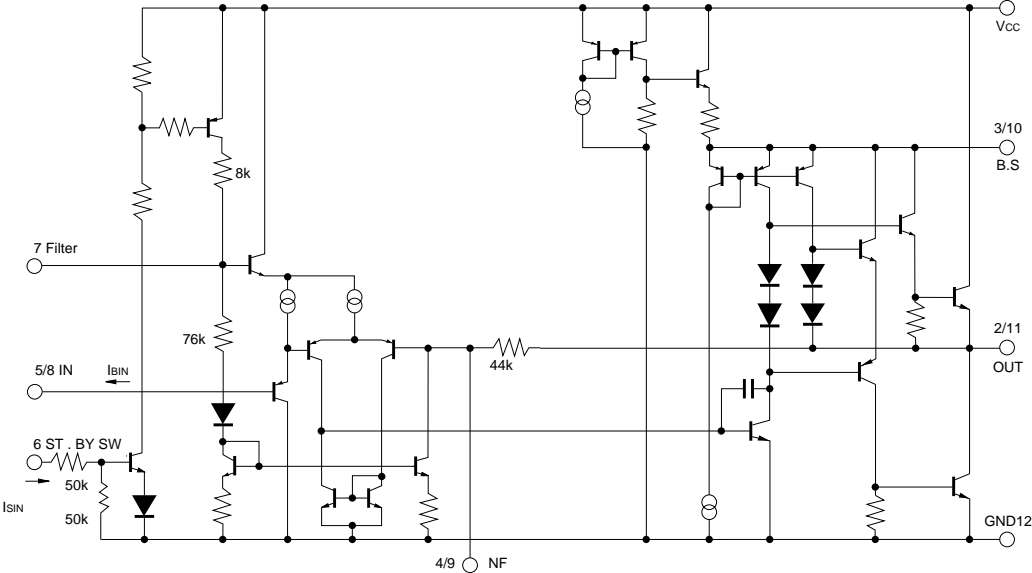 Vcc
3/10
B.S
8k
7 Filter
76k
2/11
44k
OUT
5/8 IN
IBIN
6 ST . BY SW
50k
ISIN
50k
GND12
4/9
NF